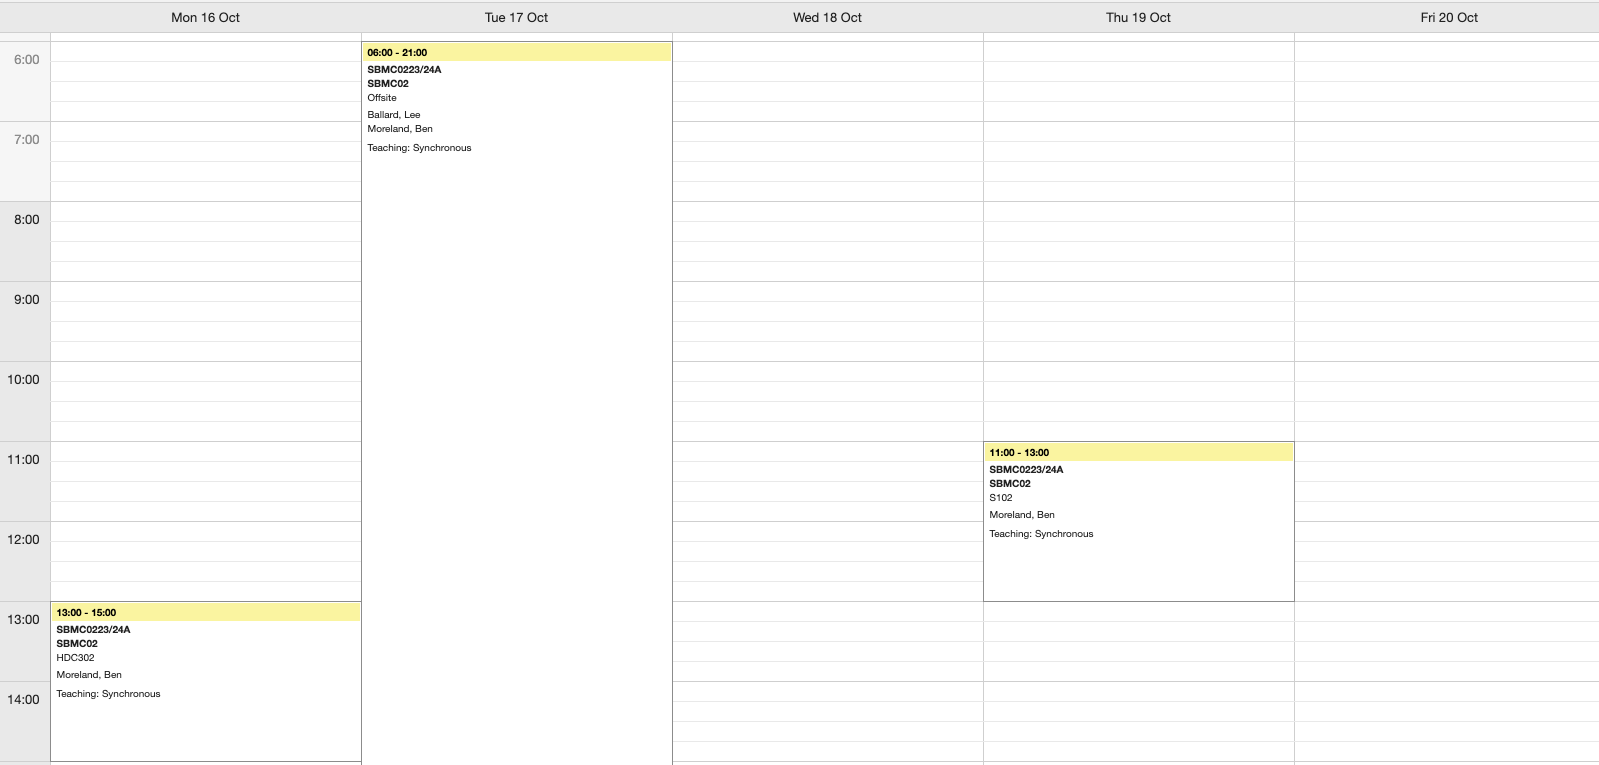 Mon 16 Oct
Tue 17 Oct
Wed 18 Oct
Thu 19 Oct
Fri 20 Oct
6:00
7:00
8:00
9:00
10:00
11:00
12:00
13:00
14:00
13:00 - 15:00
SBMC0223/24A
SBMC02
HDC302
Moreland, Ben
Teaching: Synchronous
06:00 - 21:00
SBMC0223/24A
SBMC02
Offsite
Ballard, Lee
Moreland, Ben
Teaching: Synchronous
11:00 - 13:00
SBMC0223/24A
SBMC02
S102
Moreland, Ben
Teaching: Synchronous